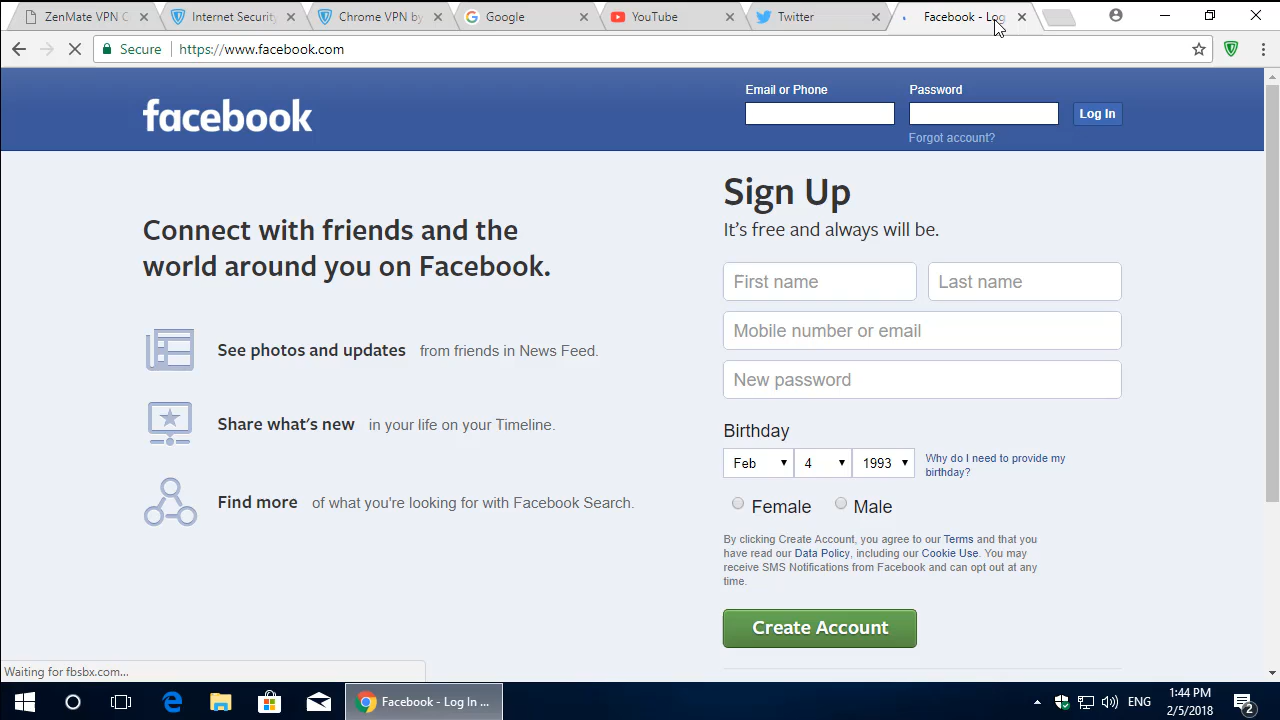 ZenMate VPN C
Internet Security
Chrome VPN by
Google
YouTube
Twitter
Facebook - Log
Secure
https://www.facebook.com
facebook
Email or Phone
Password
Log In
Forgot account?
Connect with friends and the
world around you on Facebook.
See photos and updates from friends in News Feed.
Share what's new in your life on your Timeline.
Find more of what you're looking for with Facebook Search.
Sign Up
It's free and always will be.
First name
Last name
Mobile number or email
New password
Birthday
Feb
4
1993
Why do I need to provide my
birthday?
Female
Male
By clicking Create Account, you agree to our Terms and that you
have read our Data Policy, including our Cookie Use. You may
receive SMS Notifications from Facebook and can opt out at any
time.
Create Account
Waiting for fbsbx.com...
Facebook - Log In ...
ENG
1:44 PM
2/5/2018
2